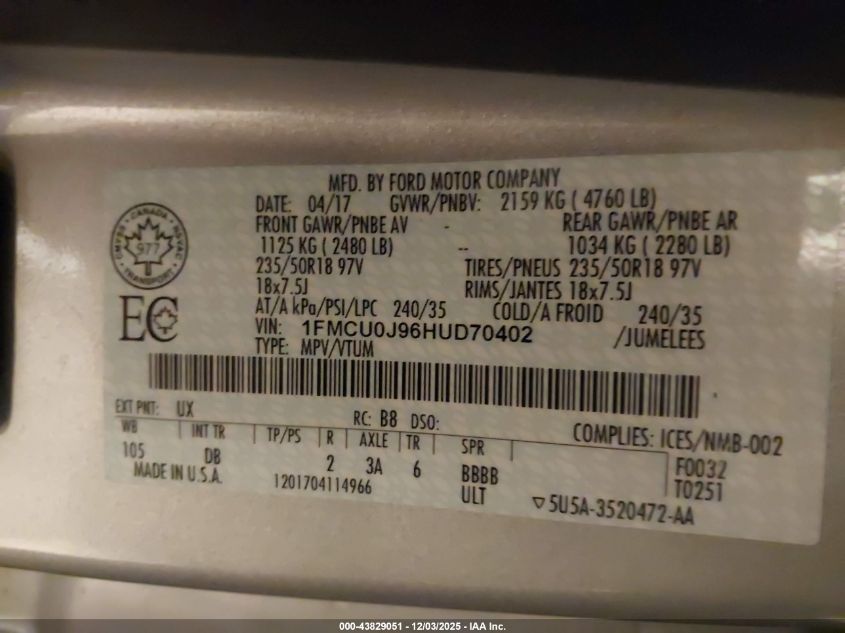 MFD. BY FORD MOTOR COMPANY
DATE: 04/17 GVWR/PNBV: 2159 KG ( 4760 LB)
FRONT GAWR/PNBE AV - REAR GAWR/PNBE AR
1125 KG ( 2480 LB) -- 1034 KG ( 2280 LB)
235/50R18 97V TIRES/PNEUS 235/50R18 97V
18x7.5J RIMS/JANTES 18x7.5J
AT/A kPa/PSI/LPC 240/35 COLD/A FROID 240/35
VIN: 1FMCU0J96HUD70402 /JUMELEES
TYPE: MPV/VTUM
CANADA
977
TRANSPORT
EC
EXT PNT: UX RC: B8 DSO: COMPLIES: ICES/NMB-002
WB INT TR TP/PS R AXLE TR SPR F0032
105 DB 2 3A 6 BBBB T0251
MADE IN U.S.A. 1201704114966 ULT ▽5U5A-3520472-AA
000-43829051 - 12/03/2025 - IAA Inc.